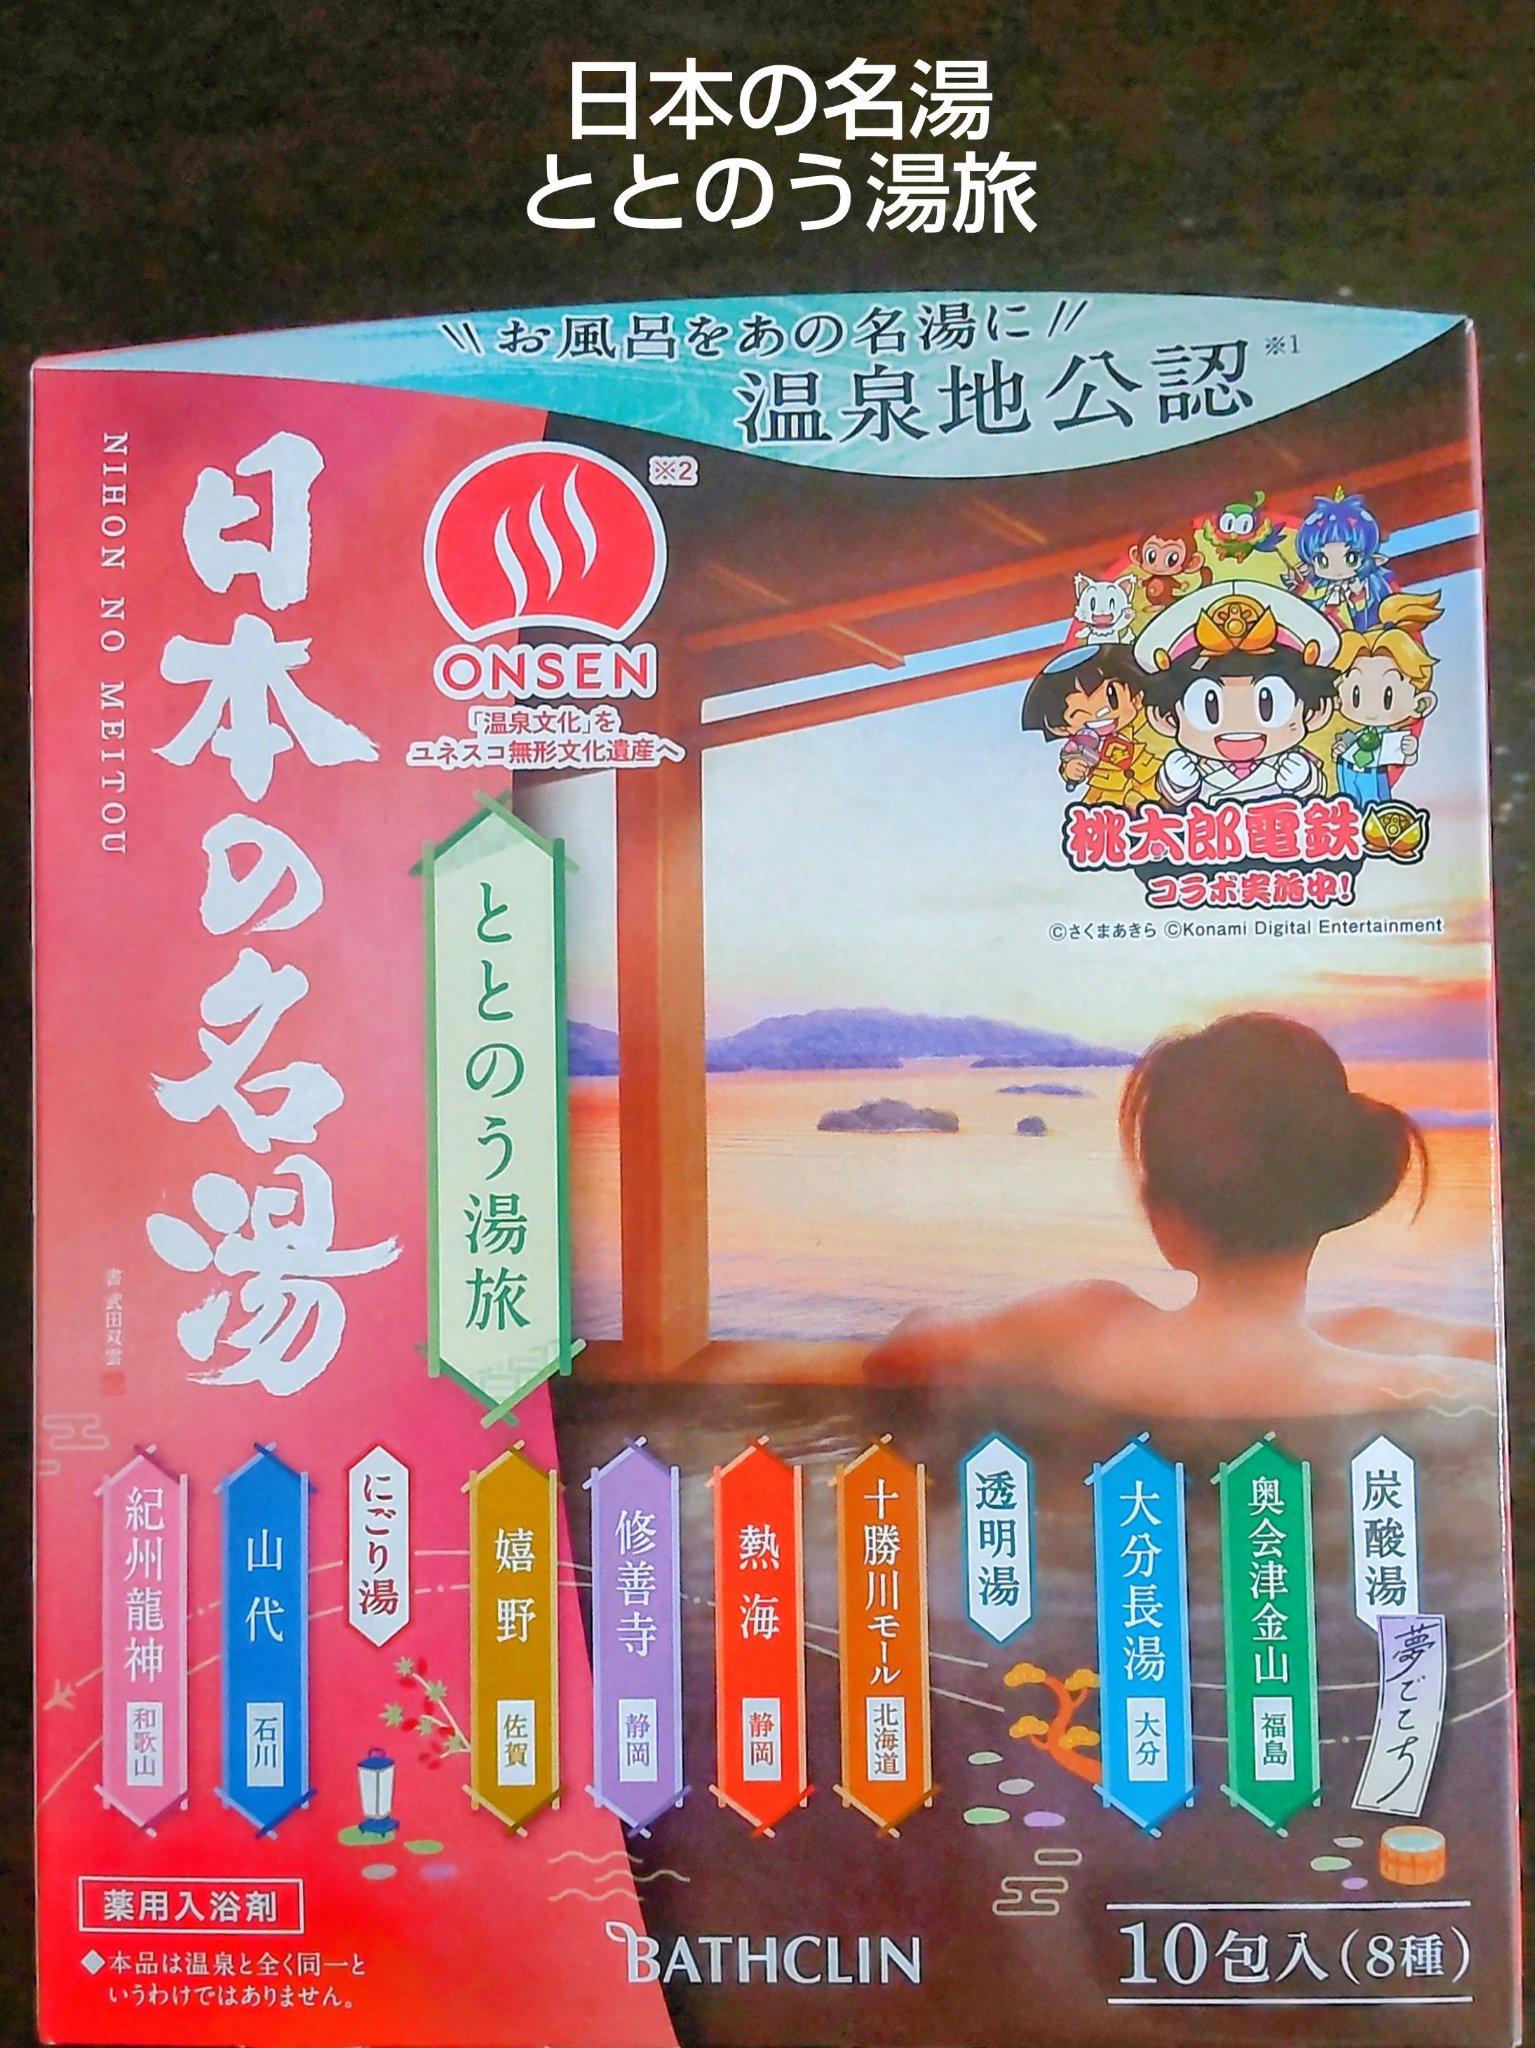 日本の名湯
ととのう湯旅
お風呂をあの名湯に
温泉地公認※1
NIHON NO MEITOU
日本の名湯
書 武田双雲
※2
ONSEN
「温泉文化」を
ユネスコ無形文化遺産へ
ととのう湯旅
桃太郎電鉄
コラボ実施中!
©さくまあきら ©Konami Digital Entertainment
炭酸湯
夢ごこち
奥会津金山 福島
大分長湯 大分
透明湯
十勝川モール 北海道
熱海 静岡
修善寺 静岡
嬉野 佐賀
にごり湯
山代 石川
紀州龍神 和歌山
薬用入浴剤
◆本品は温泉と全く同一と
いうわけではありません。
BATHCLIN
10包入(8種)